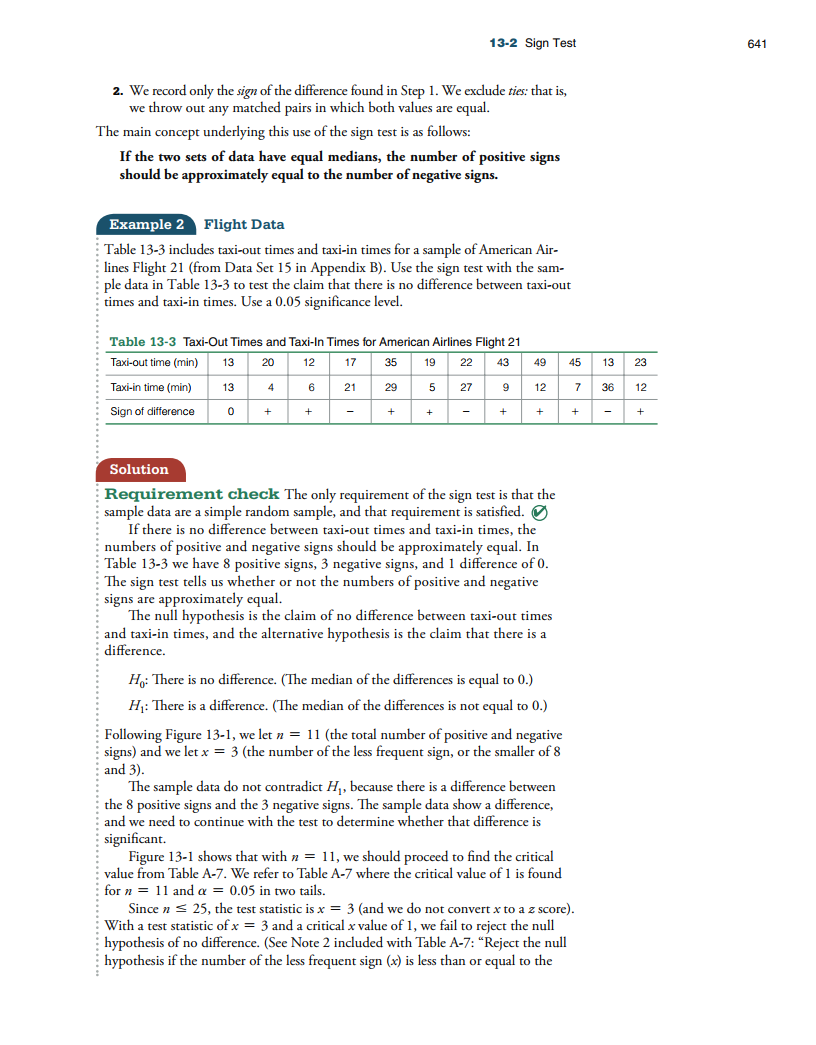 13-2 Sign Test 641
2. We record only the sign of the difference found in Step 1. We exclude ties: that is,
we throw out any matched pairs in which both values are equal.
The main concept underlying this use of the sign test is as follows:
If the two sets of data have equal medians, the number of positive signs
should be approximately equal to the number of negative signs.
Example 2 Flight Data
Table 13-3 includes taxi-out times and taxi-in times for a sample of American Air-
lines Flight 21 (from Data Set 15 in Appendix B). Use the sign test with the sam-
ple data in Table 13-3 to test the claim that there is no difference between taxi-out
times and taxi-in times. Use a 0.05 significance level.
Table 13-3 Taxi-Out Times and Taxi-In Times for American Airlines Flight 21
Taxi-out time (min) 13 20 12 17 35 19 22 43 49 45 13 23
Taxi-in time (min) 13 4 6 21 29 5 27 9 12 7 36 12
Sign of difference 0 + + − + + − + + + − +
Solution
Requirement check The only requirement of the sign test is that the
sample data are a simple random sample, and that requirement is satisfied.
If there is no difference between taxi-out times and taxi-in times, the
numbers of positive and negative signs should be approximately equal. In
Table 13-3 we have 8 positive signs, 3 negative signs, and 1 difference of 0.
The sign test tells us whether or not the numbers of positive and negative
signs are approximately equal.
The null hypothesis is the claim of no difference between taxi-out times
and taxi-in times, and the alternative hypothesis is the claim that there is a
difference.
H₀: There is no difference. (The median of the differences is equal to 0.)
H₁: There is a difference. (The median of the differences is not equal to 0.)
Following Figure 13-1, we let n = 11 (the total number of positive and negative
signs) and we let x = 3 (the number of the less frequent sign, or the smaller of 8
and 3).
The sample data do not contradict H₁, because there is a difference between
the 8 positive signs and the 3 negative signs. The sample data show a difference,
and we need to continue with the test to determine whether that difference is
significant.
Figure 13-1 shows that with n = 11, we should proceed to find the critical
value from Table A-7. We refer to Table A-7 where the critical value of 1 is found
for n = 11 and α = 0.05 in two tails.
Since n ≤ 25, the test statistic is x = 3 (and we do not convert x to a z score).
With a test statistic of x = 3 and a critical x value of 1, we fail to reject the null
hypothesis of no difference. (See Note 2 included with Table A-7: “Reject the null
hypothesis if the number of the less frequent sign (x) is less than or equal to the